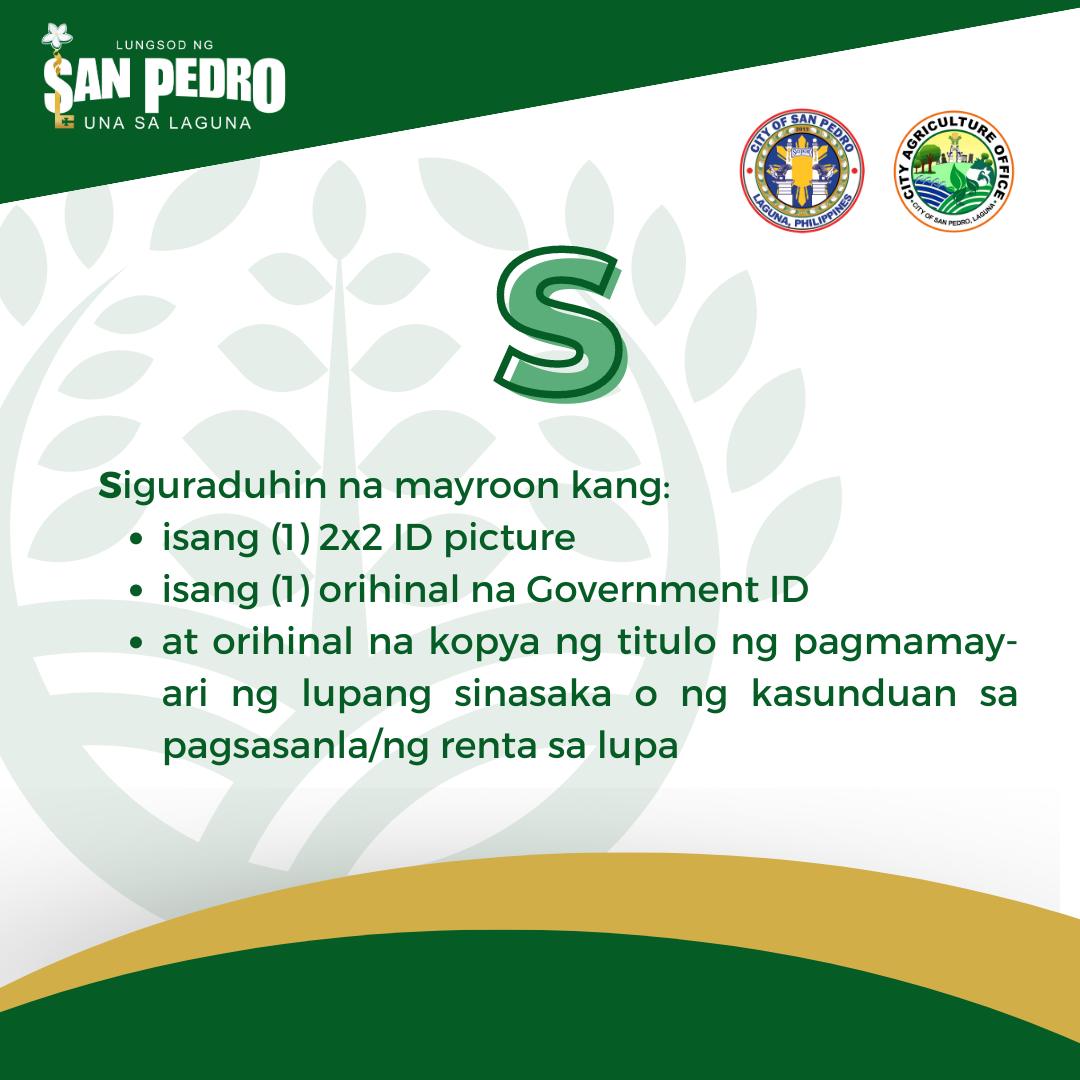 LUNGSOD NG
SAN PEDRO
UNA SA LAGUNA
CITY OF SAN PEDRO
2013
LAGUNA, PHILIPPINES
CITY AGRICULTURE OFFICE
CITY OF SAN PEDRO, LAGUNA
S
Siguraduhin na mayroon kang:
• isang (1) 2x2 ID picture
• isang (1) orihinal na Government ID
• at orihinal na kopya ng titulo ng pagmamay-
ari ng lupang sinasaka o ng kasunduan sa
pagsasanla/ng renta sa lupa